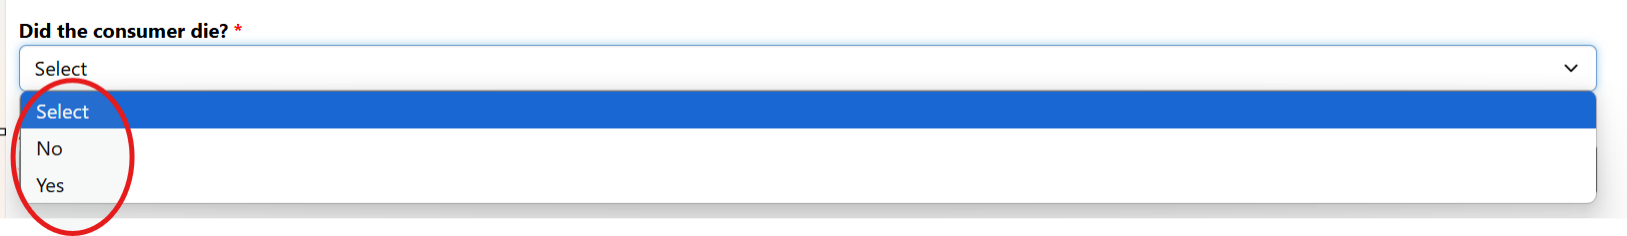 Did the consumer die? *
Select
Select
No
Yes